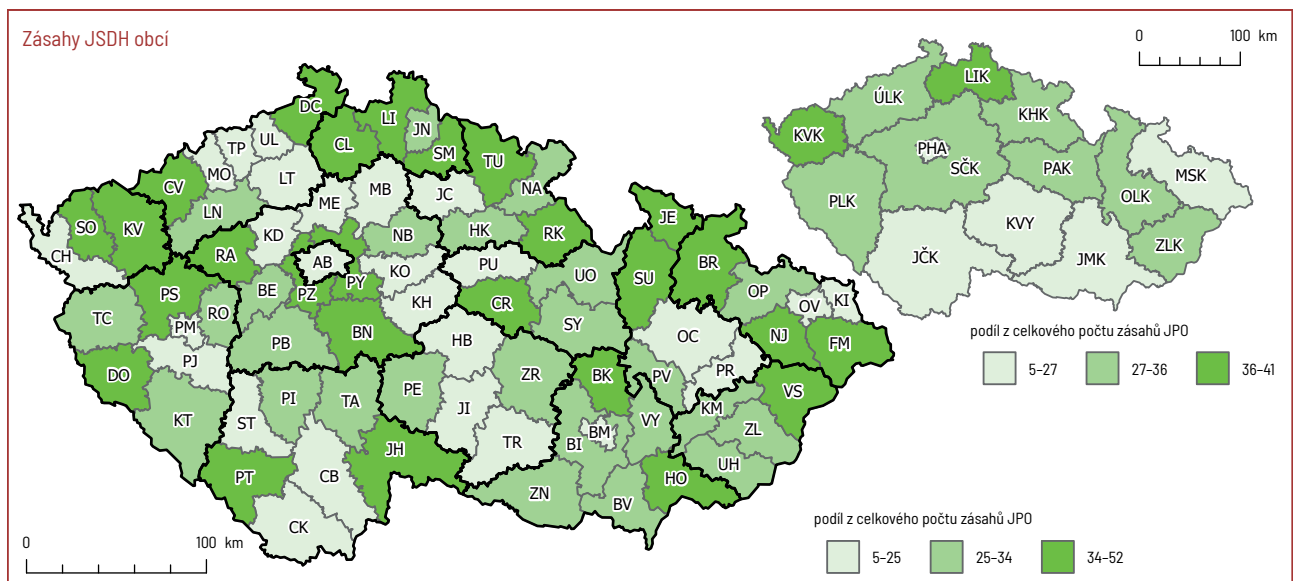 Zásahy JSDH obcí
0 100 km
LIK
ÚLK
KHK
KVK
PHA
SČK
PAK
MSK
OLK
PLK
KVY
ZLK
JČK
JMK
podíl z celkového počtu zásahů JPO
5–27 27–36 36–41
DC
LI
JN
UL
TP
CL
SM
TU
MO
CV
LT
MB
JC
NA
LN
ME
SO
KV
KD
NB
HK
RK
JE
CH
RA
AB
KO
PU
UO
SU
BR
PS
BE
PZ
PY
KH
CR
OP
OV
KI
TC
RO
PM
PB
BN
SY
OC
NJ
FM
PJ
HB
DO
ZR
BK
PV
PR
VS
KT
PI
TA
PE
JI
KM
ST
VY
ZL
BM
TR
BI
JH
UH
PT
CB
HO
ZN
BV
CK
podíl z celkového počtu zásahů JPO
5–25 25–34 34–52
0 100 km